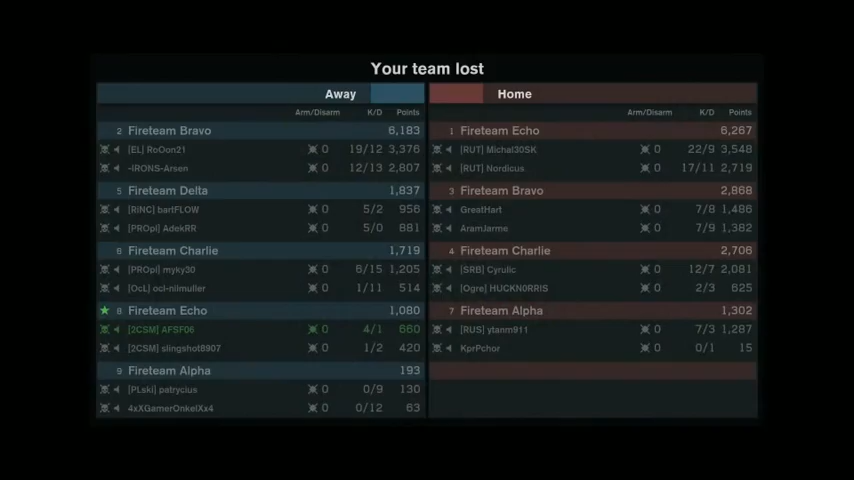 Your team lost
Away
Arm/Disarm K/D Points
2 Fireteam Bravo 6,183
[EL] RoOon21 0 19/12 3,376
-IRONS-Arsen 0 12/13 2,807
5 Fireteam Delta 1,837
[RiNC] bartFLOW 0 5/2 956
[PROpl] AdekRR 0 5/0 881
6 Fireteam Charlie 1,719
[PROpl] myky30 0 6/15 1,205
[OcL] ocl-nilmuller 0 1/11 514
8 Fireteam Echo 1,080
[2CSM] AFSF06 0 4/1 660
[2CSM] slingshot8907 0 1/2 420
9 Fireteam Alpha 193
[PLski] patrycius 0 0/9 130
4xXGamerOnkelXx4 0 0/12 63
Home
Arm/Disarm K/D Points
1 Fireteam Echo 6,267
[RUT] Michal30SK 0 22/9 3,548
[RUT] Nordicus 0 17/11 2,719
3 Fireteam Bravo 2,868
GreatHart 0 7/8 1,486
AramJarme 0 7/9 1,382
4 Fireteam Charlie 2,706
[SRB] Cyrulic 0 12/7 2,081
[Ogre] HUCKN0RRIS 0 2/3 625
7 Fireteam Alpha 1,302
[RUS] ytanm911 0 7/3 1,287
KprPchor 0 0/1 15